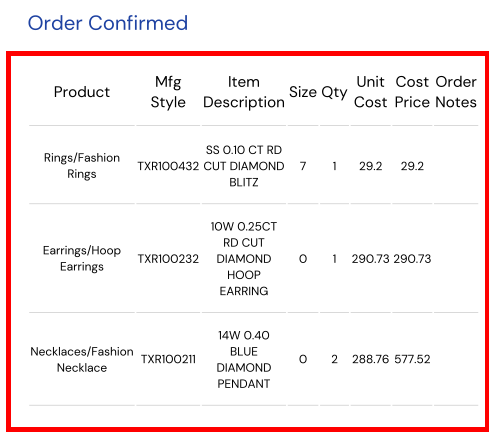 Order Confirmed
Product Mfg Style Item Description Size Qty Unit Cost Cost Price Order Notes
Rings/Fashion Rings TXR100432 SS 0.10 CT RD CUT DIAMOND BLITZ 7 1 29.2 29.2
Earrings/Hoop Earrings TXR100232 10W 0.25CT RD CUT DIAMOND HOOP EARRING 0 1 290.73 290.73
Necklaces/Fashion Necklace TXR100211 14W 0.40 BLUE DIAMOND PENDANT 0 2 288.76 577.52